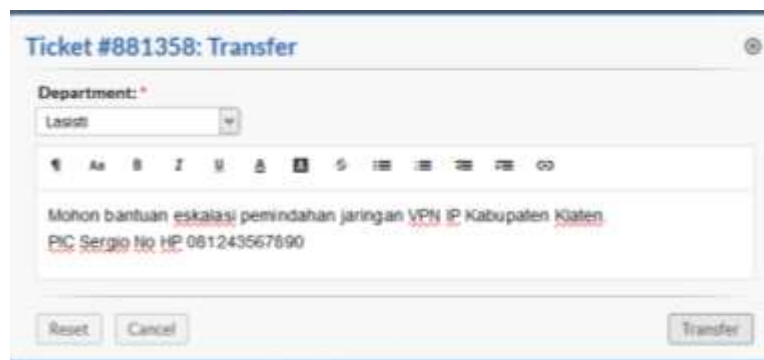 Ticket #881358: Transfer
Department: *
Lasisti
Mohon bantuan eskalasi pemindahan jaringan VPN IP Kabupaten Klaten.
PIC Sergio No HP 081243567890
Reset Cancel Transfer